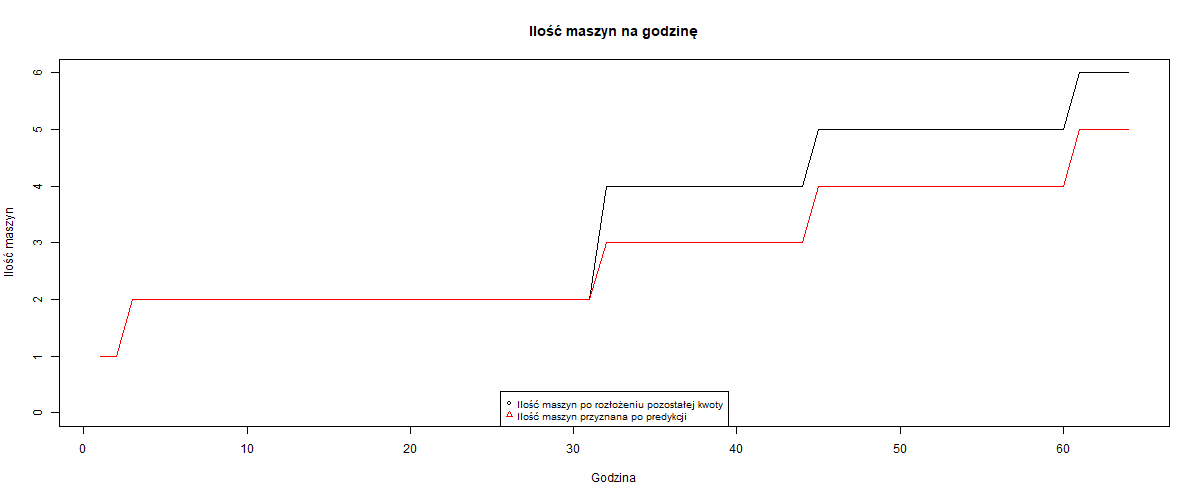 Ilość maszyn na godzinę
Ilość maszyn
6
5
4
3
2
1
0
Ilość maszyn po rozłożeniu pozostałej kwoty
Ilość maszyn przyznana po predykcji
0 10 20 30 40 50 60
Godzina